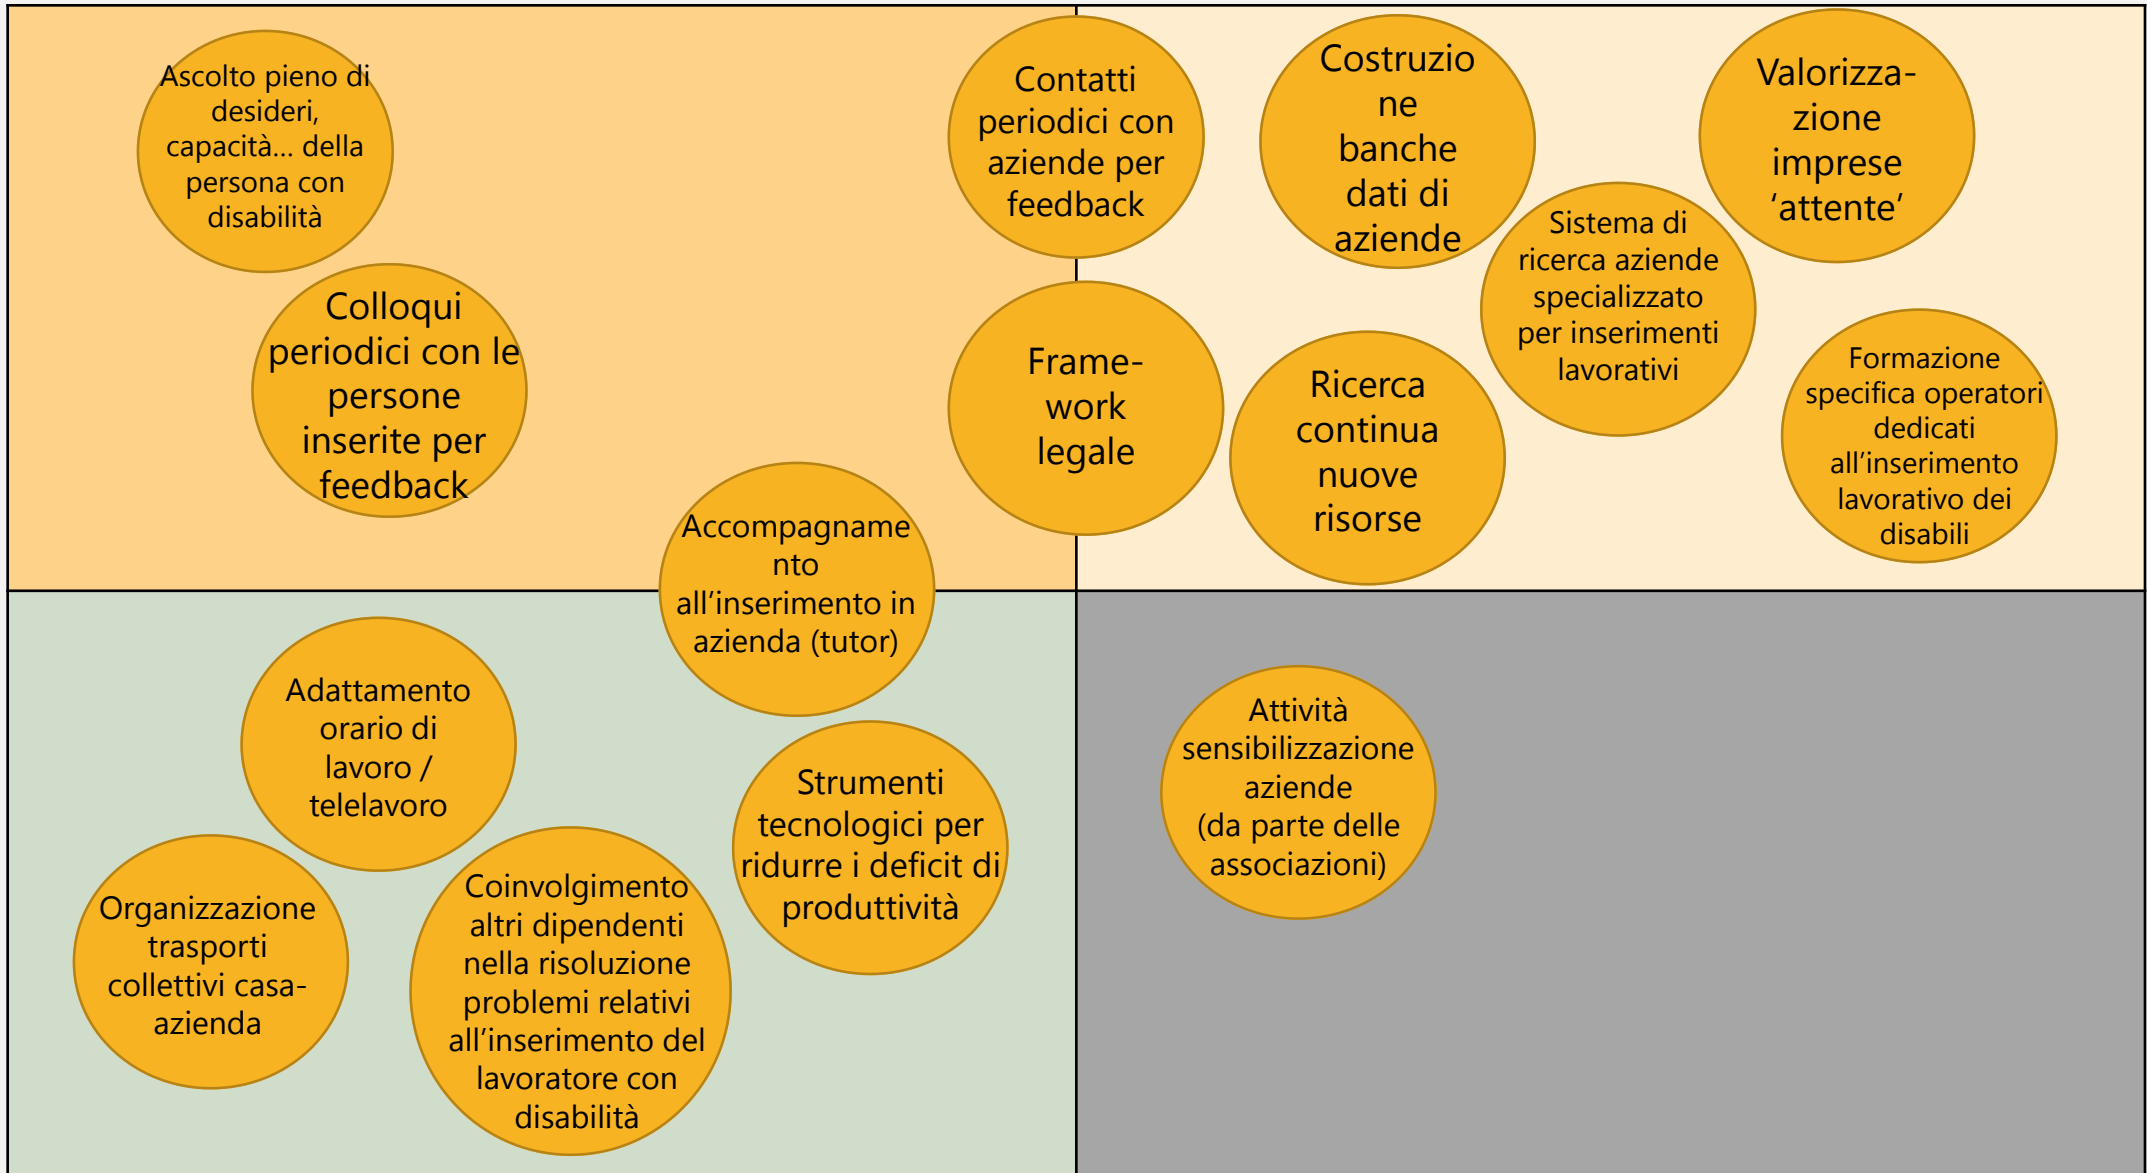 Ascolto pieno di
desideri,
capacità... della
persona con
disabilità
Colloqui
periodici con le
persone
inserite per
feedback
Contatti
periodici con
aziende per
feedback
Frame-
work
legale
Costruzio
ne
banche
dati di
aziende
Valorizza-
zione
imprese
‘attente’
Sistema di
ricerca aziende
specializzato
per inserimenti
lavorativi
Ricerca
continua
nuove
risorse
Formazione
specifica operatori
dedicati
all’inserimento
lavorativo dei
disabili
Accompagname
nto
all’inserimento in
azienda (tutor)
Adattamento
orario di
lavoro /
telelavoro
Strumenti
tecnologici per
ridurre i deficit di
produttività
Organizzazione
trasporti
collettivi casa-
azienda
Coinvolgimento
altri dipendenti
nella risoluzione
problemi relativi
all’inserimento del
lavoratore con
disabilità
Attività
sensibilizzazione
aziende
(da parte delle
associazioni)